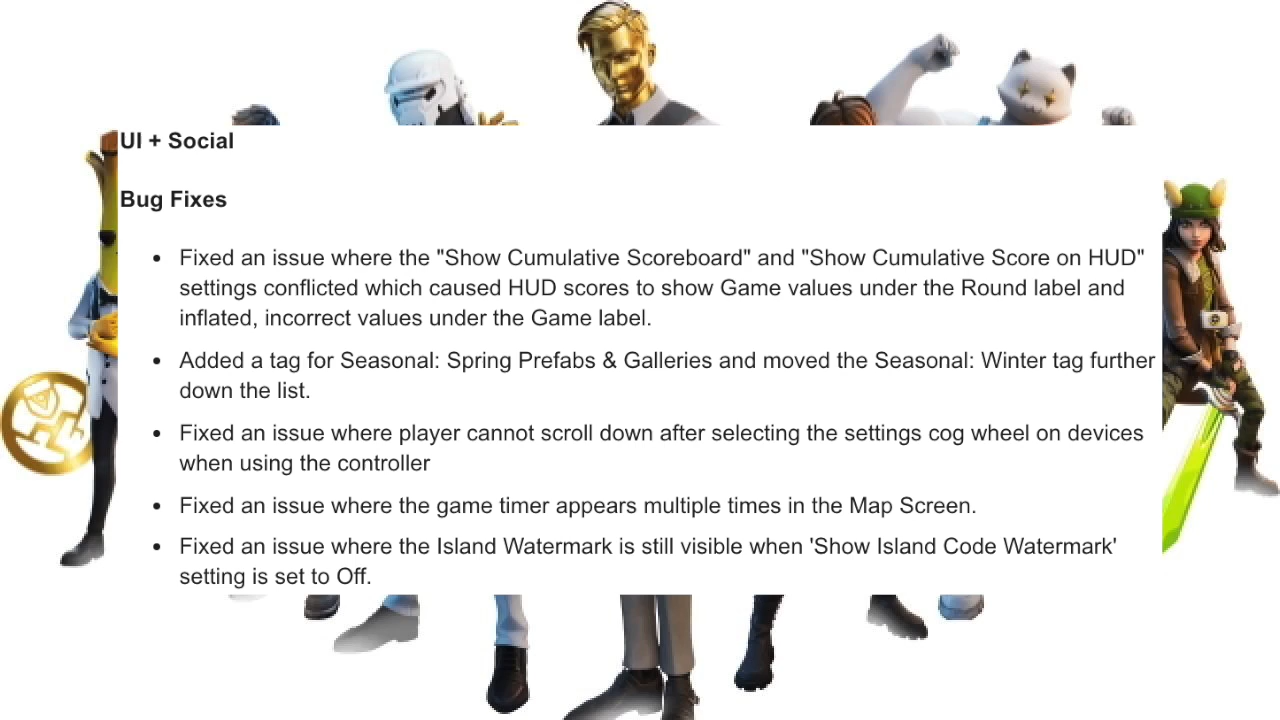 UI + Social
Bug Fixes
• Fixed an issue where the "Show Cumulative Scoreboard" and "Show Cumulative Score on HUD"
settings conflicted which caused HUD scores to show Game values under the Round label and
inflated, incorrect values under the Game label.
• Added a tag for Seasonal: Spring Prefabs & Galleries and moved the Seasonal: Winter tag further
down the list.
• Fixed an issue where player cannot scroll down after selecting the settings cog wheel on devices
when using the controller
• Fixed an issue where the game timer appears multiple times in the Map Screen.
• Fixed an issue where the Island Watermark is still visible when 'Show Island Code Watermark'
setting is set to Off.